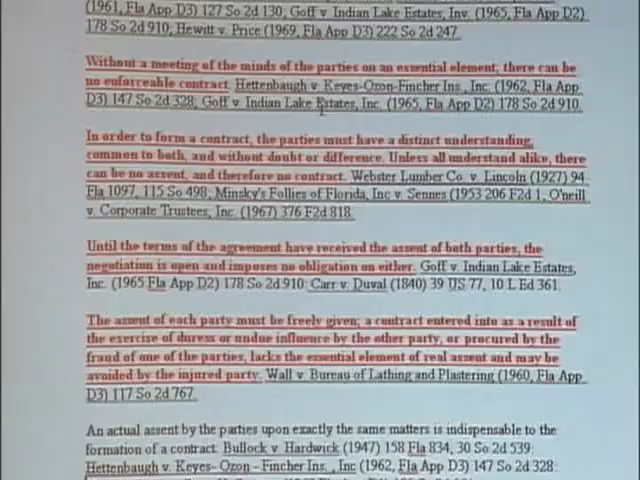 (1961, Fla App D3) 127 So 2d 130; Goff v. Indian Lake Estates, Inv. (1965, Fla App D2)
178 So 2d 910, Hewitt v. Price (1969, Fla App D3) 222 So 2d 247.
Without a meeting of the minds of the parties on an essential element, there can be
no enforceable contract. Hettenbaugh v. Keyes-Ozon-Fincher Ins., Inc. (1962, Fla App
D3) 147 So 2d 328; Goff v. Indian Lake Estates, Inc. (1965, Fla App D2) 178 So 2d 910.
In order to form a contract, the parties must have a distinct understanding,
common to both, and without doubt or difference. Unless all understand alike, there
can be no assent, and therefore no contract. Webster Lumber Co. v. Lincoln (1927) 94
Fla 1097, 115 So 498; Minsky's Follies of Florida, Inc v. Sennes (1953 206 F2d 1, O'neill
v. Corporate Trustees, Inc. (1967) 376 F2d 818.
Until the terms of the agreement have received the assent of both parties, the
negotiation is open and imposes no obligation on either. Goff v. Indian Lake Estates,
Inc. (1965 Fla App D2) 178 So 2d 910; Carr v. Duval (1840) 39 US 77, 10 L Ed 361.
The assent of each party must be freely given; a contract entered into as a result of
the exercise of duress or undue influence by the other party, or procured by the
fraud of one of the parties, lacks the essential element of real assent and may be
avoided by the injured party. Wall v. Bureau of Lathing and Plastering (1960, Fla App
D3) 117 So 2d 767.
An actual assent by the parties upon exactly the same matters is indispensable to the
formation of a contract. Bullock v. Hardwick (1947) 158 Fla 834, 30 So 2d 539;
Hettenbaugh v. Keyes- Ozon - Fincher Ins., Inc (1962, Fla App D3) 147 So 2d 328;